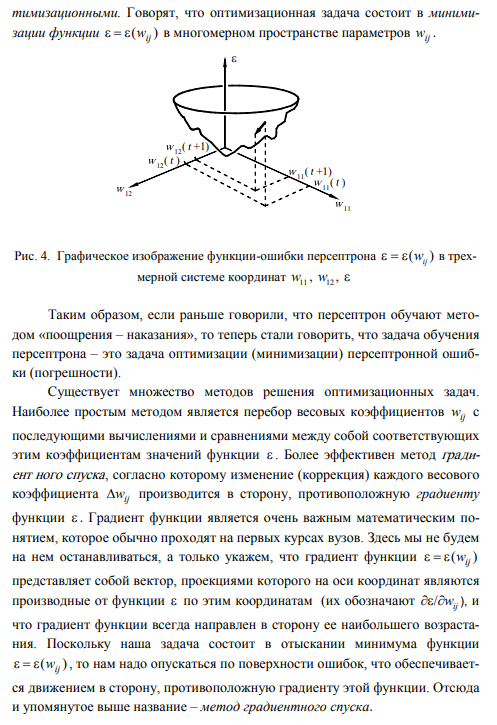 тимизационными. Говорят, что оптимизационная задача состоит в миними-
зации функции ε = ε(w_ij) в многомерном пространстве параметров w_ij.
ε
w_12(t+1)
w_12(t)
w_11(t+1)
w_11(t)
w_12
w_11
Рис. 4. Графическое изображение функции-ошибки персептрона ε = ε(w_ij) в трех-
мерной системе координат w_11, w_12, ε
Таким образом, если раньше говорили, что персептрон обучают мето-
дом «поощрения – наказания», то теперь стали говорить, что задача обучения
персептрона – это задача оптимизации (минимизации) персептронной ошиб-
ки (погрешности).
Существует множество методов решения оптимизационных задач.
Наиболее простым методом является перебор весовых коэффициентов w_ij с
последующими вычислениями и сравнениями между собой соответствующих
этим коэффициентам значений функции ε. Более эффективен метод гради-
ент ного спуска, согласно которому изменение (коррекция) каждого весового
коэффициента Δw_ij производится в сторону, противоположную градиенту
функции ε. Градиент функции является очень важным математическим по-
нятием, которое обычно проходят на первых курсах вузов. Здесь мы не будем
на нем останавливаться, а только укажем, что градиент функции ε = ε(w_ij)
представляет собой вектор, проекциями которого на оси координат являются
производные от функции ε по этим координатам (их обозначают ∂ε/∂w_ij), и
что градиент функции всегда направлен в сторону ее наибольшего возраста-
ния. Поскольку наша задача состоит в отыскании минимума функции
ε = ε(w_ij), то нам надо опускаться по поверхности ошибок, что обеспечивает-
ся движением в сторону, противоположную градиенту этой функции. Отсюда
и упомянутое выше название – метод градиентного спуска.